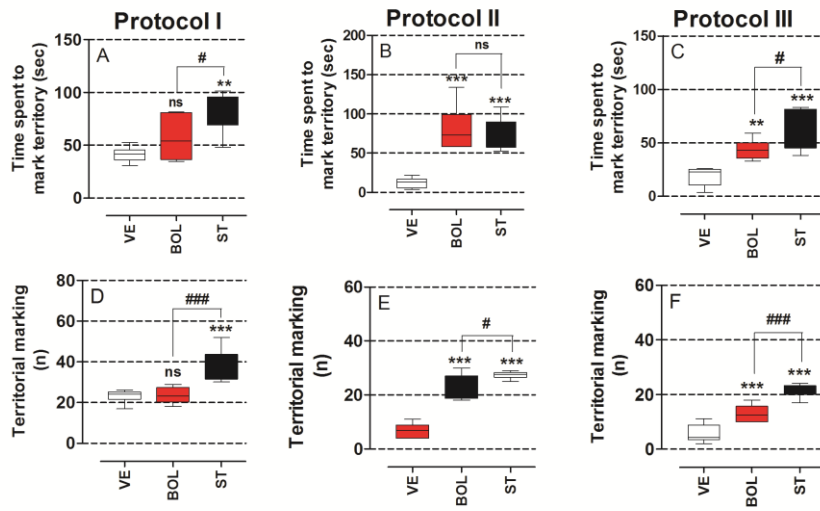 Protocol I
Protocol II
Protocol III
A
Time spent to
mark territory (sec)
150
100
50
0
ns
#
**
VE
BOL
ST
B
Time spent to
mark territory (sec)
200
150
100
50
0
***
ns
***
VE
BOL
ST
C
Time spent to
mark territory (sec)
150
100
50
0
**
#
***
VE
BOL
ST
D
Territorial marking
(n)
80
60
40
20
0
ns
###
***
VE
BOL
ST
E
Territorial marking
(n)
60
40
20
0
***
#
***
VE
BOL
ST
F
Territorial marking
(n)
60
40
20
0
***
###
***
VE
BOL
ST